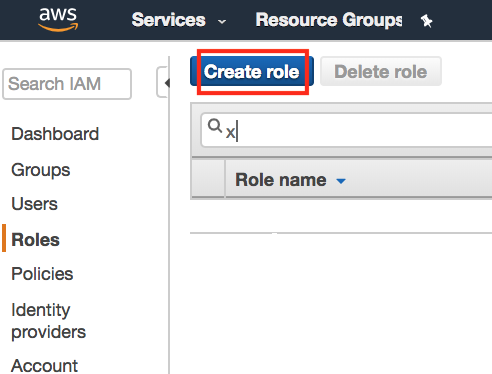 aws
Services
Resource Groups
Search IAM
Create role
Delete role
x
Role name
Dashboard
Groups
Users
Roles
Policies
Identity
providers
Account